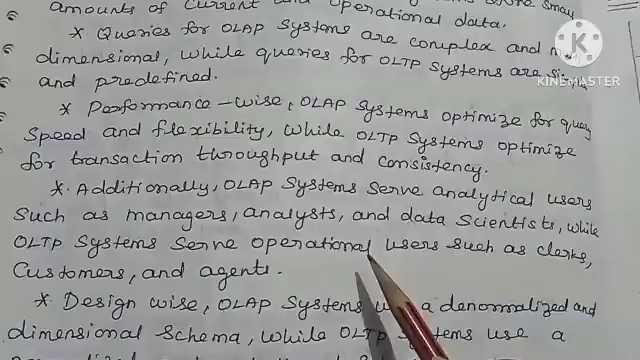 amounts of current and operational data.
* Queries for OLAP Systems are complex and
dimensional, while queries for OLTP Systems are
and predefined.
* Performance-wise, OLAP Systems optimize for query
Speed and flexibility, while OLTP Systems optimize
for transaction throughput and consistency.
* Additionally, OLAP Systems Serve analytical users
Such as managers, analysts, and data Scientists, while
OLTP Systems Serve operational users such as clerks,
Customers, and agents.
* Design wise, OLAP Systems a denormalized and
dimensional Schema, while OLTP use a
KINEMASTER